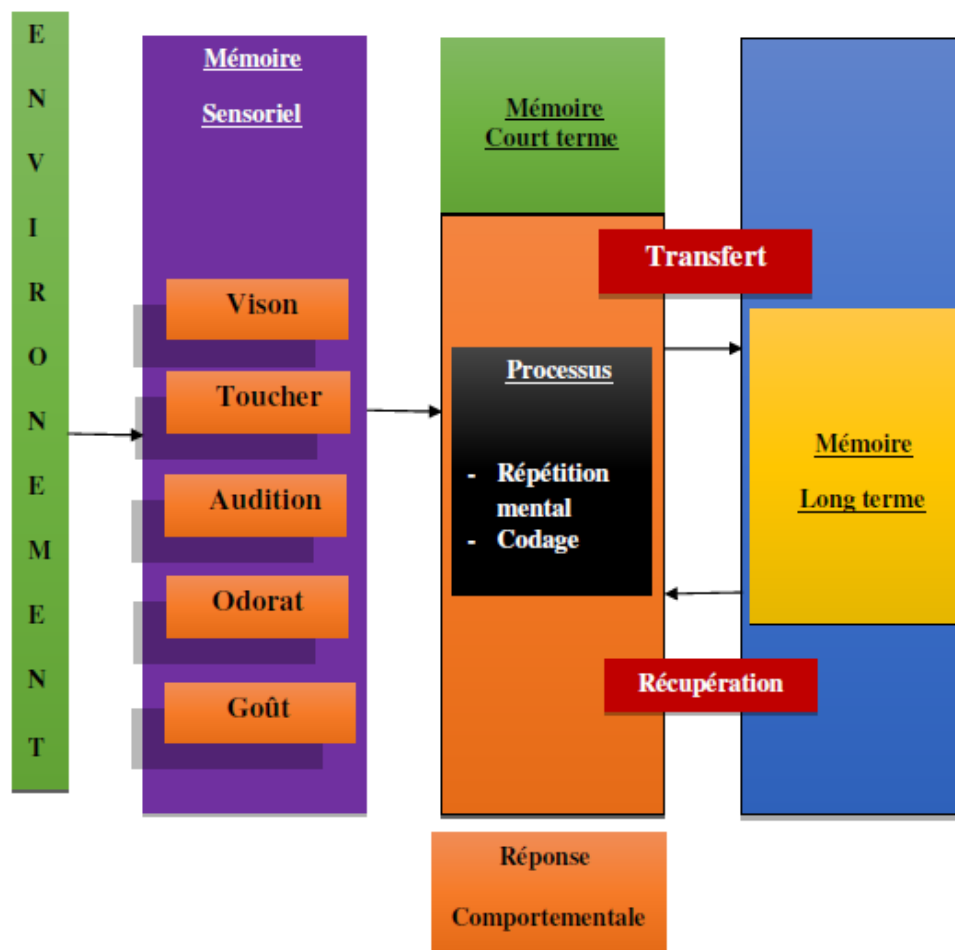 E
N
V
I
R
O
N
E
M
E
N
T
Mémoire
Sensoriel
Vison
Toucher
Audition
Odorat
Goût
Mémoire
Court terme
Transfert
Processus
- Répétition
mental
- Codage
Mémoire
Long terme
Récupération
Réponse
Comportementale